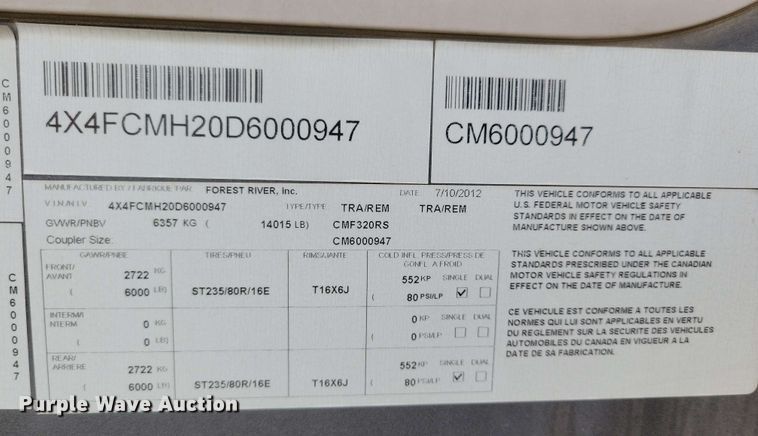 4X4FCMH20D6000947
CM6000947
CM6000947
CM6000947
MANUFACTURED BY / FABRIQUE PAR FOREST RIVER, Inc. DATE 7/10/2012
V.I.N./N.I.V. 4X4FCMH20D6000947 TYPE/TYPE TRA/REM TRA/REM
GVWR/PNBV 6357 KG ( 14015 LB) CMF320RS
Coupler Size: CM6000947
GAWR/PNBE TIRES/PNEU RIMS/JANTE COLD INFL. PRESS/PRESS DE
GONFL. A FROID
FRONT/
AVANT
2722 KG
( 6000 LB) ST235/80R/16E T16X6J
552 KP SINGLE DUAL
( 80 PSI/LP
INTERM/
NTERM
0 KG
( 0 LB)
0 KP SINGLE DUAL
( 0 PSI/LP
REAR/
ARRIERE
2722 KG
( 6000 LB) ST235/80R/16E T16X6J
552 KP SINGLE DUAL
( 80 PSI/LP
THIS VEHICLE CONFORMS TO ALL APPLICABLE
U.S. FEDERAL MOTOR VEHICLE SAFETY
STANDARDS IN EFFECT ON THE DATE OF
MANUFACTURE SHOWN ABOVE.
THIS VEHICLE CONFORMS TO ALL APPLICABLE
STANDARDS PRESCRIBED UNDER THE CANADIAN
MOTOR VEHICLE SAFETY REGULATIONS IN
EFFECT ON THE DATE OF MANUFACTURE.
CE VEHICULE EST CONFORME A TOUTES LES
NORMES QUI LUI SONT APPLICABLES EN VERTU
DU REGLEMENT SUR LA SECURITE DES VEHICULES
AUTOMOBILES DU CANADA EN VIGUEUR A LA
DATE DE SA FABRICATION.
Purple Wave Auction